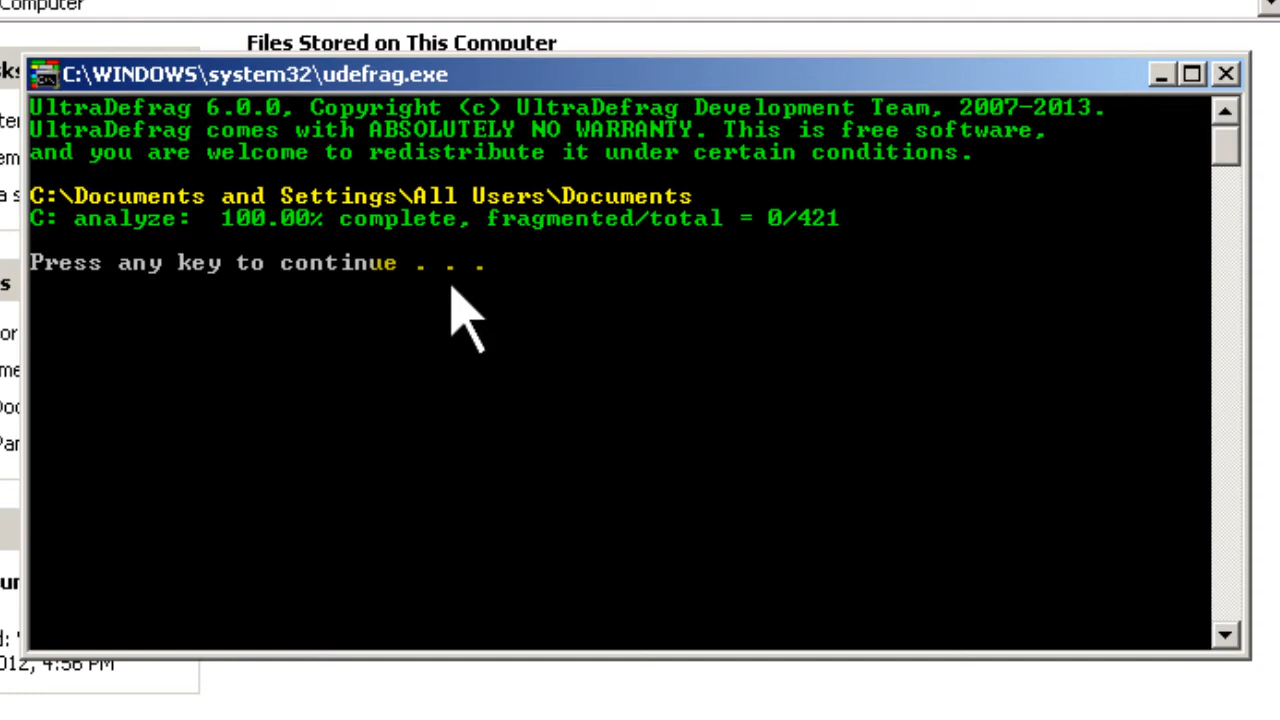 Computer
Files Stored on This Computer
C:\WINDOWS\system32\udefrag.exe
UltraDefrag 6.0.0, Copyright (c) UltraDefrag Development Team, 2007-2013.
UltraDefrag comes with ABSOLUTELY NO WARRANTY. This is free software,
and you are welcome to redistribute it under certain conditions.
C:\Documents and Settings\All Users\Documents
C: analyze:  100.00% complete, fragmented/total = 0/421
Press any key to continue . . .
2012, 4:56 PM